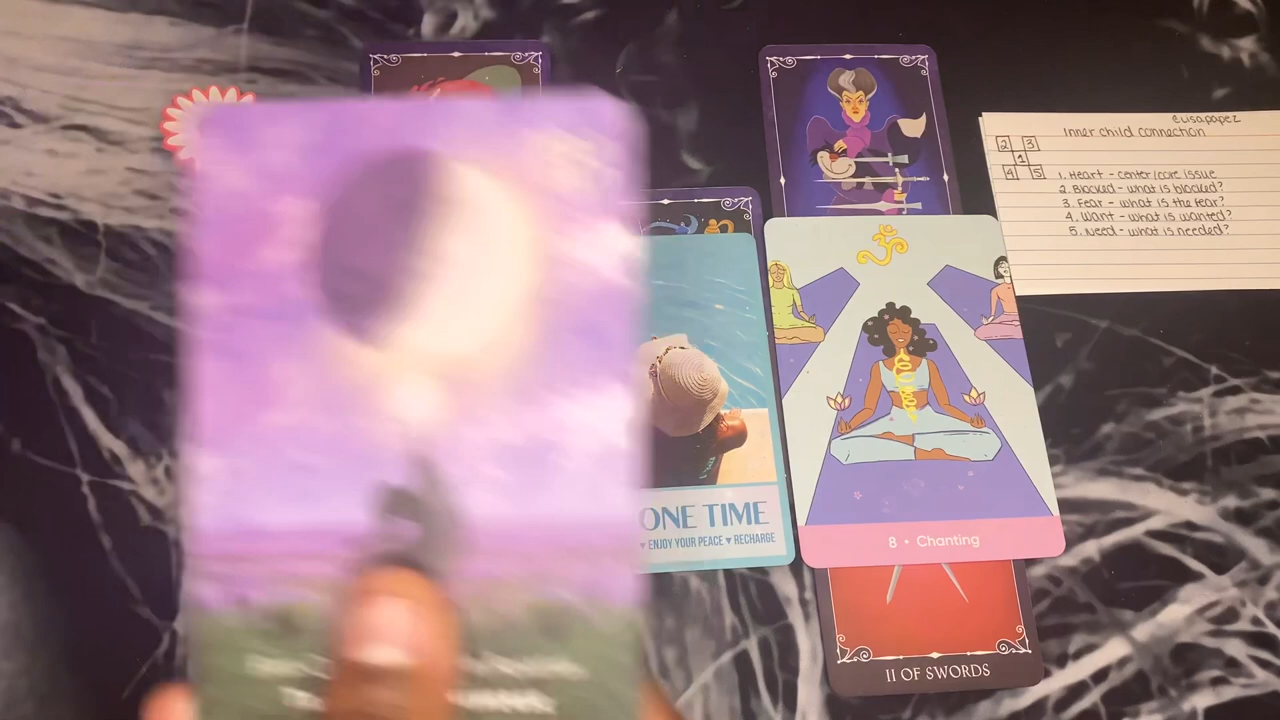 elisapapez
Inner child connection
2 3
1
4 5
1. Heart - center/core issue
2. Blocked - what is blocked?
3. Fear - what is the fear?
4. Want - what is wanted?
5. Need - what is needed?
ॐ
ONE TIME
♥ ENJOY YOUR PEACE ♥ RECHARGE
8 • Chanting
II OF SWORDS